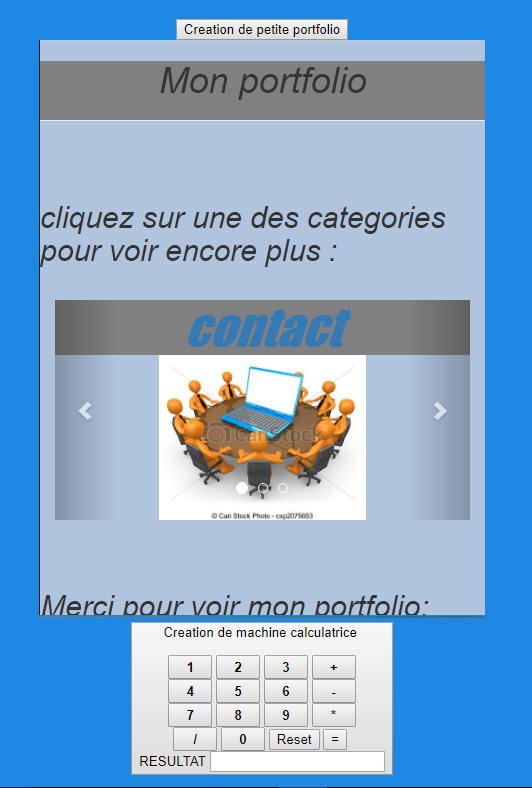 Creation de petite portfolio
Mon portfolio
cliquez sur une des categories
pour voir encore plus :
contact
CanStock
© Can Stock Photo - csp2075653
Merci pour voir mon portfolio;
Creation de machine calculatrice
1 2 3 +
4 5 6 -
7 8 9 *
/ 0 Reset =
RESULTAT